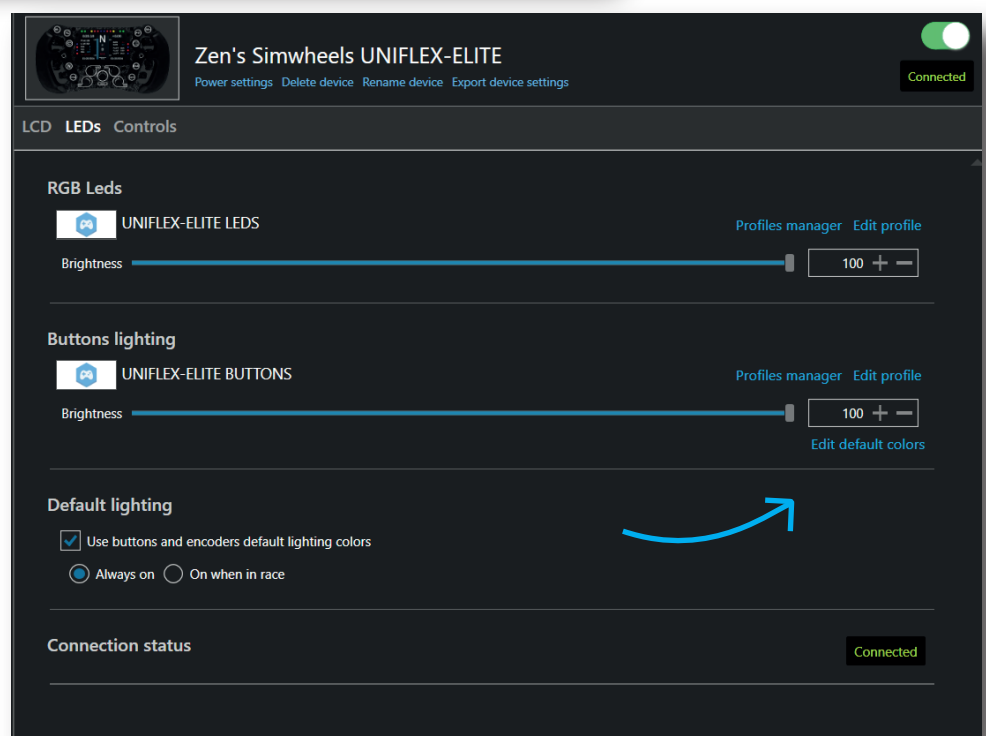 Zen's Simwheels UNIFLEX-ELITE
Power settings Delete device Rename device Export device settings
Connected
LCD LEDs Controls
RGB Leds
UNIFLEX-ELITE LEDS
Profiles manager Edit profile
Brightness
100
Buttons lighting
UNIFLEX-ELITE BUTTONS
Profiles manager Edit profile
Brightness
100
Edit default colors
Default lighting
Use buttons and encoders default lighting colors
Always on On when in race
Connection status
Connected